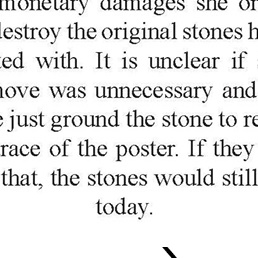 monetary damages she or
destroy the original stones h
ted with. It is unclear if
move was unnecessary and
just ground the stone to re
race of the poster. If they
that, the stones would still
today.